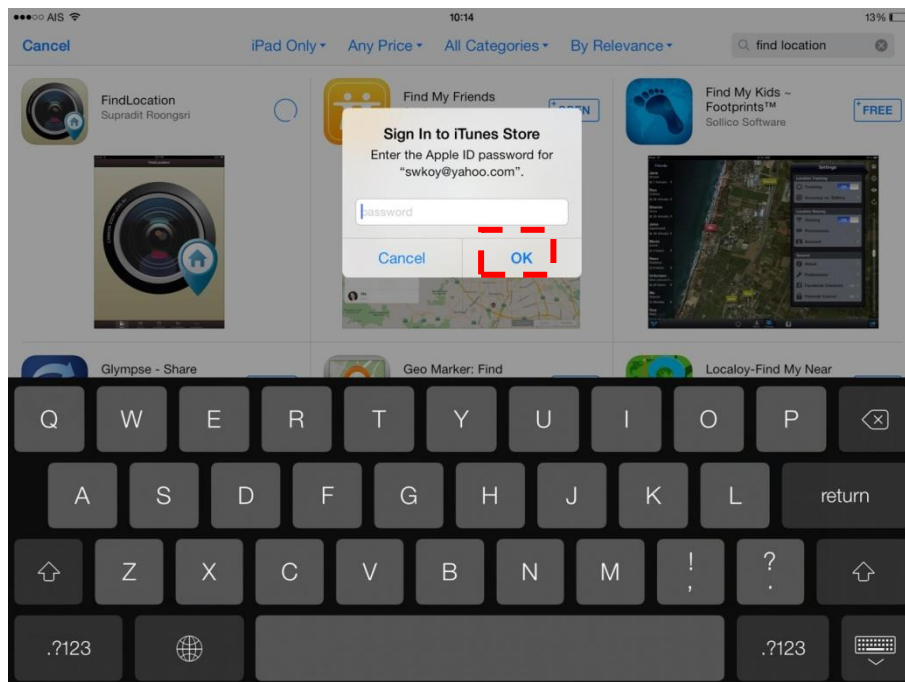 AIS 10:14 13%
Cancel iPad Only Any Price All Categories By Relevance find location
FindLocation
Supradit Roongsri
Find My Friends
OPEN
Find My Kids ~
Footprints™
Sollico Software
+ FREE
Sign In to iTunes Store
Enter the Apple ID password for
“swkoy@yahoo.com”.
password
Cancel OK
Settings
Glympse - Share
Geo Marker: Find
Localoy-Find My Near
Q W E R T Y U I O P
A S D F G H J K L return
Z X C V B N M ! , ? .
.?123 .?123